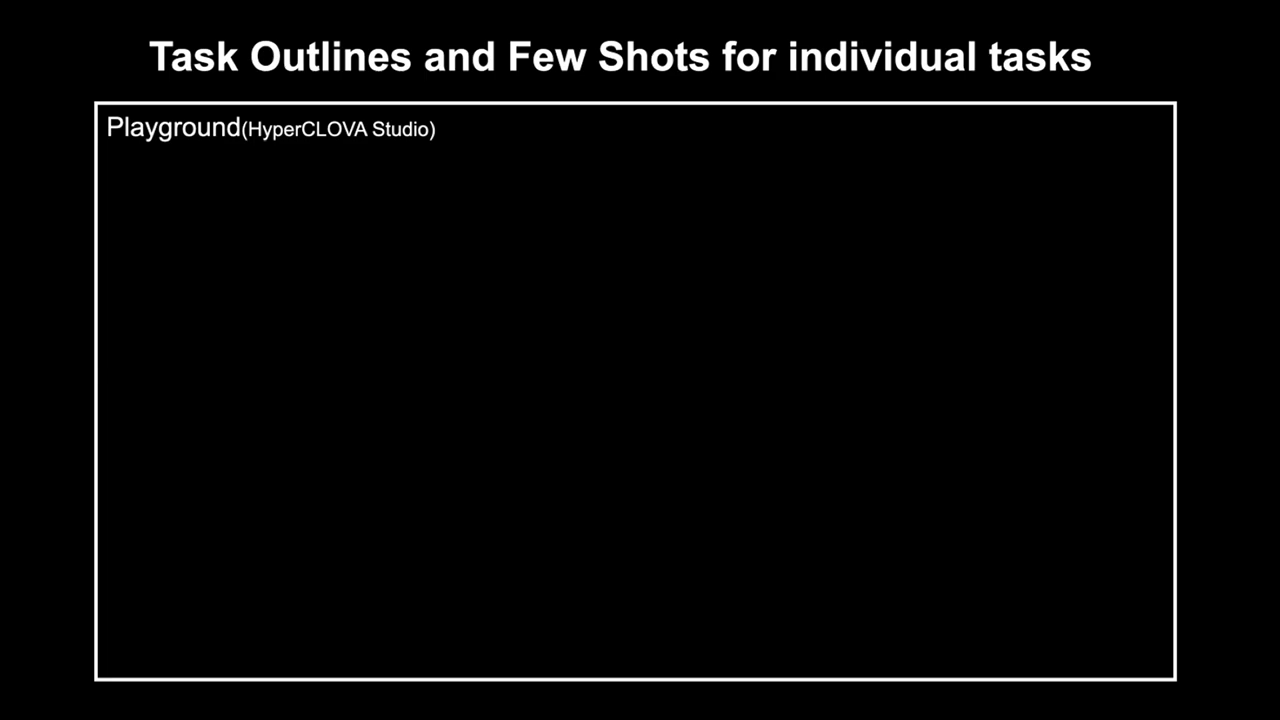 Task Outlines and Few Shots for individual tasks
Playground(HyperCLOVA Studio)